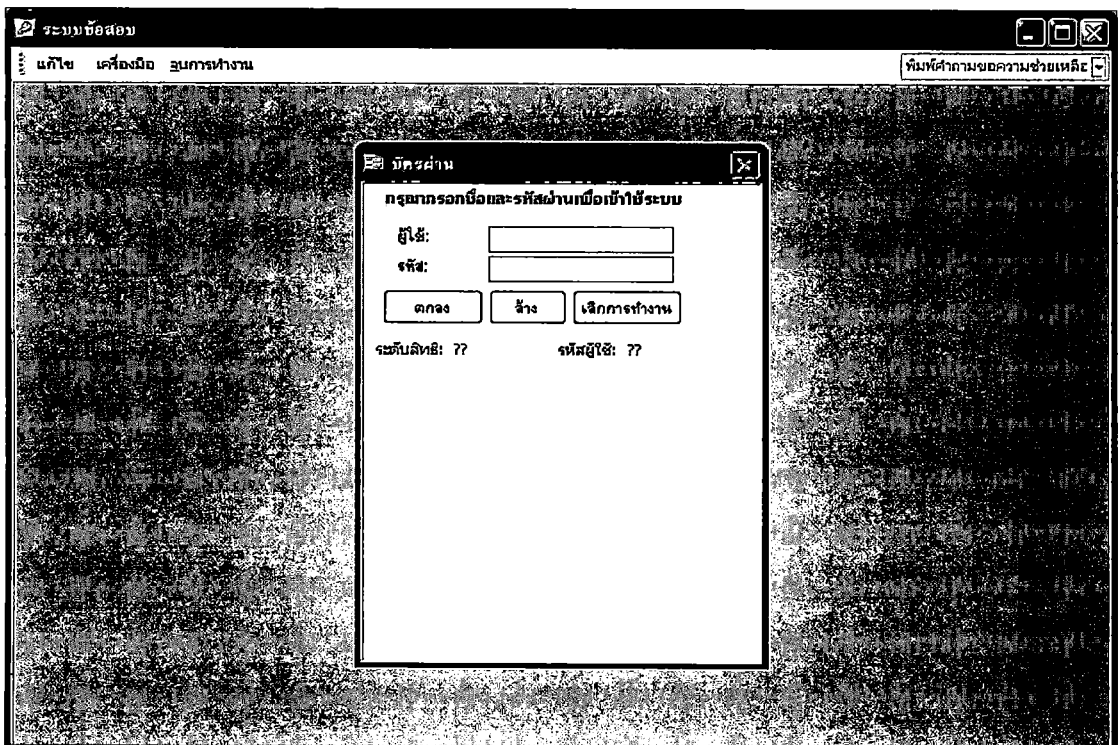 ระบบข้อสอบ
แก้ไข เครื่องมือ จบการทำงาน พิมพ์คำถามขอความช่วยเหลือ
บัตรผ่าน
กรุณากรอกชื่อและรหัสผ่านเพื่อเข้าใช้ระบบ
ผู้ใช้:
รหัส:
ตกลง ล้าง เลิกการทำงาน
ระดับสิทธิ: ?? รหัสผู้ใช้: ??